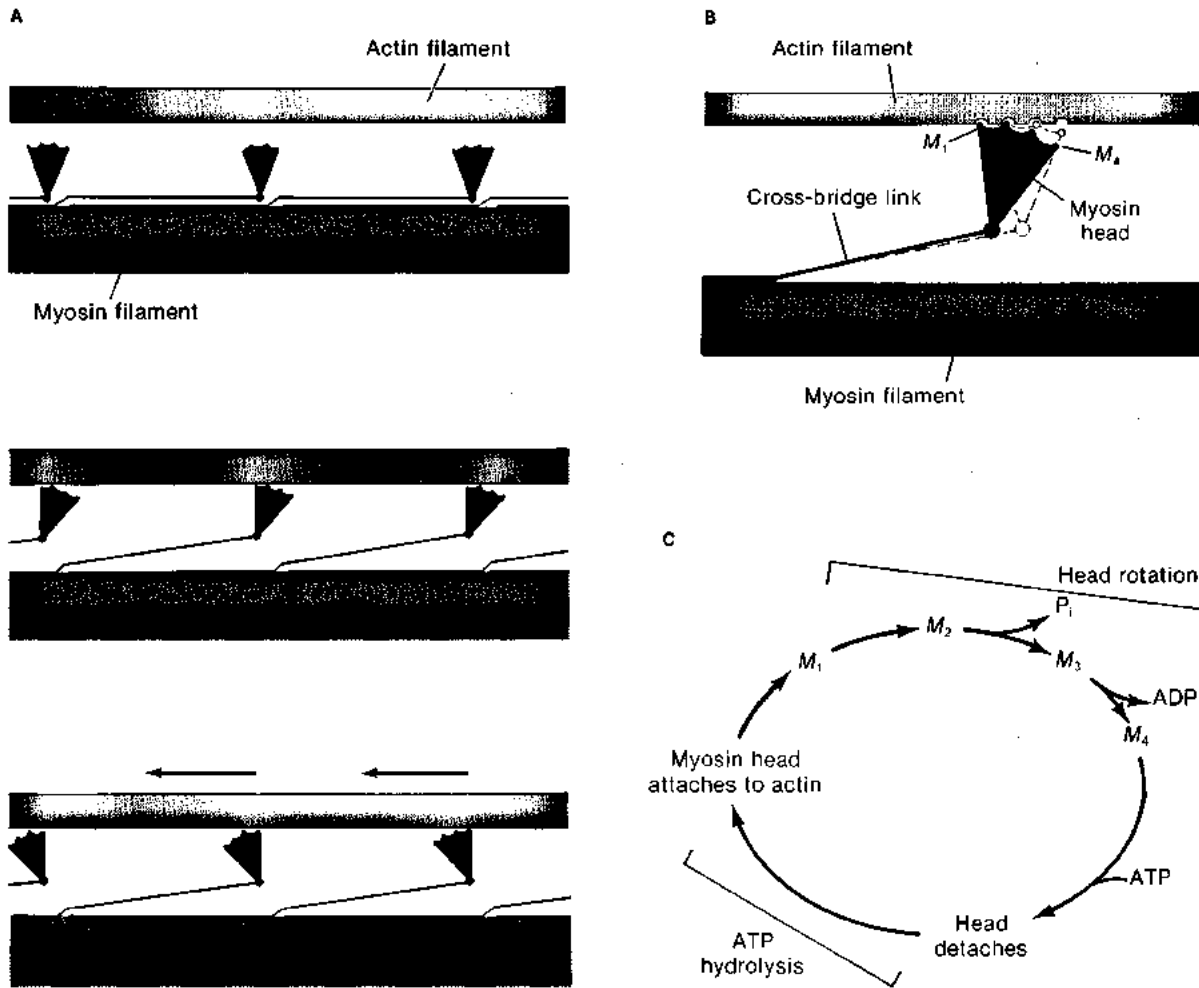 A
Actin filament
Myosin filament
B
Actin filament
M₁
Mₐ
Cross-bridge link
Myosin
head
Myosin filament
C
Head rotation
Pᵢ
M₂
M₁
M₃
ADP
M₄
Myosin head
attaches to actin
ATP
Head
detaches
ATP
hydrolysis